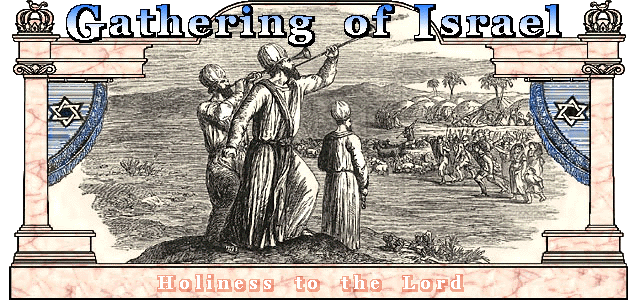 Gathering of Israel
Holiness to the Lord